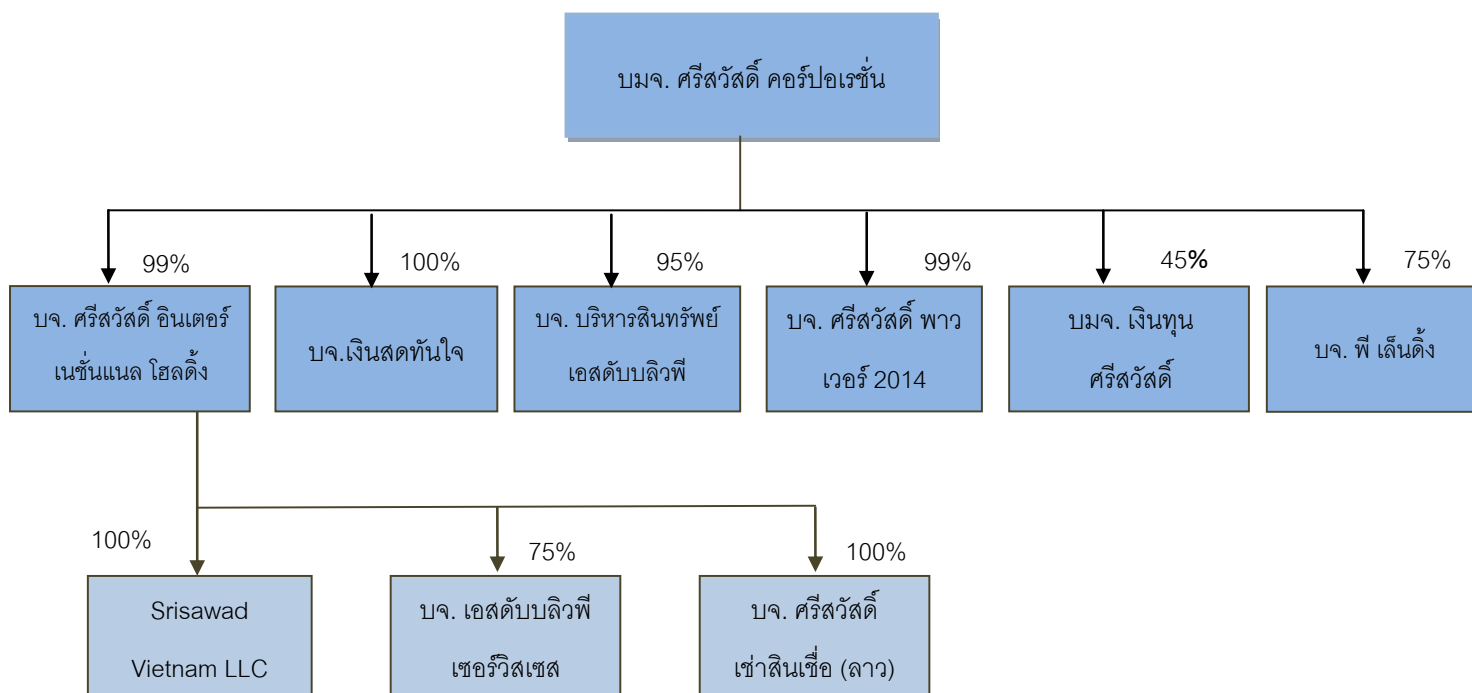 บมจ. ศรีสวัสดิ์ คอร์ปอเรชั่น
99%
100%
95%
99%
45%
75%
บจ. ศรีสวัสดิ์ อินเตอร์
เนชั่นแนล โฮลดิ้ง
บจ.เงินสดทันใจ
บจ. บริหารสินทรัพย์
เอสดับบลิวพี
บจ. ศรีสวัสดิ์ พาว
เวอร์ 2014
บมจ. เงินทุน
ศรีสวัสดิ์
บจ. พี เล็นดิ้ง
100%
75%
100%
Srisawad
Vietnam LLC
บจ. เอสดับบลิวพี
เซอร์วิสเซส
บจ. ศรีสวัสดิ์
เช่าสินเชื่อ (ลาว)